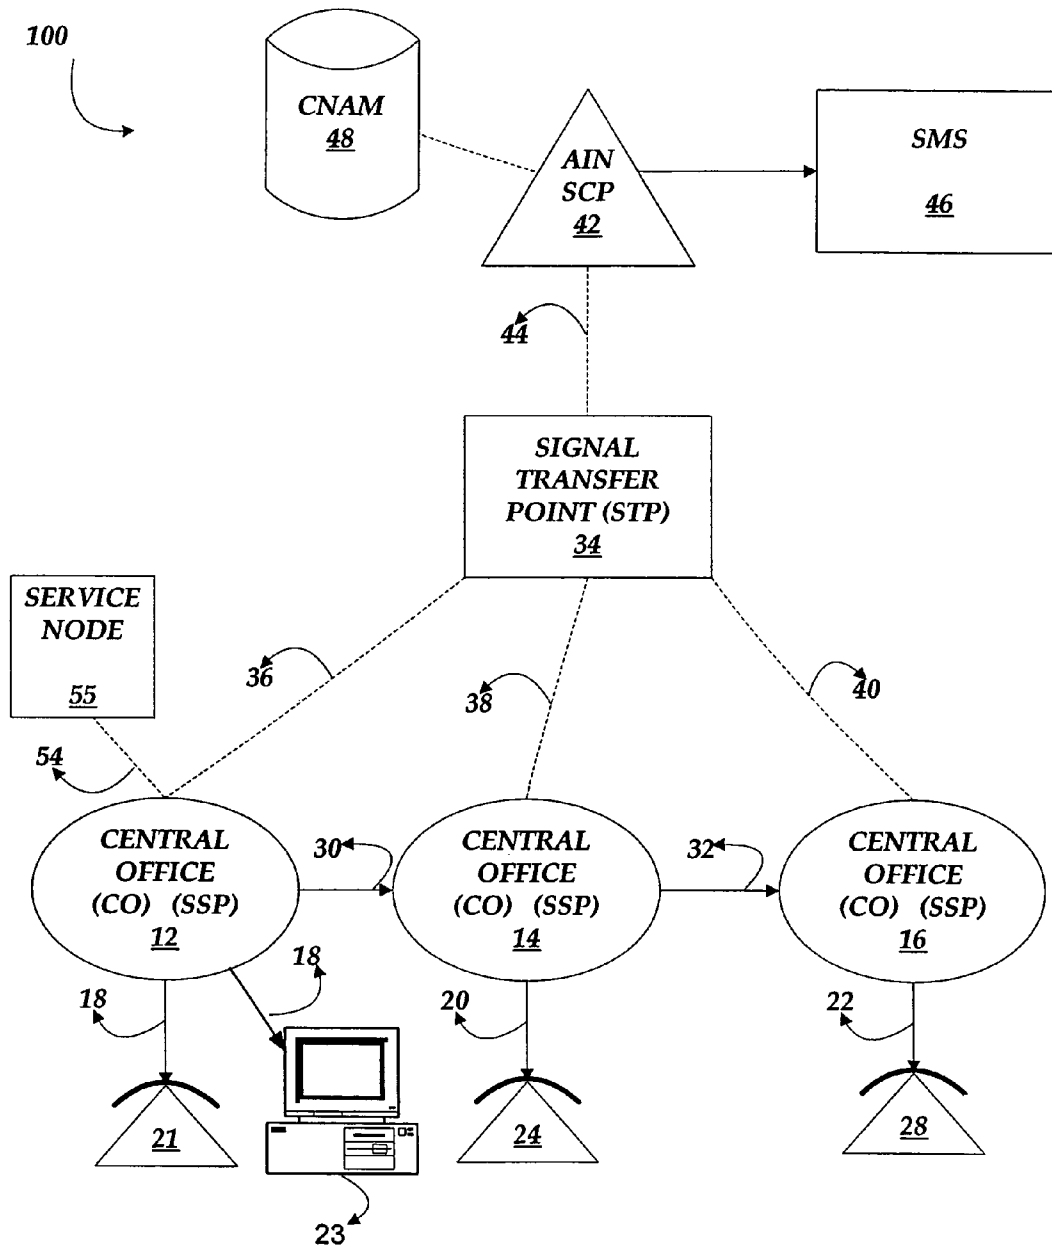 100
CNAM
48
AIN
SCP
42
SMS
46
44
SIGNAL
TRANSFER
POINT (STP)
34
SERVICE
NODE
55
36
38
40
54
CENTRAL
OFFICE
(CO) (SSP)
12
30
CENTRAL
OFFICE
(CO) (SSP)
14
32
CENTRAL
OFFICE
(CO) (SSP)
16
18
18
20
22
21
23
24
28